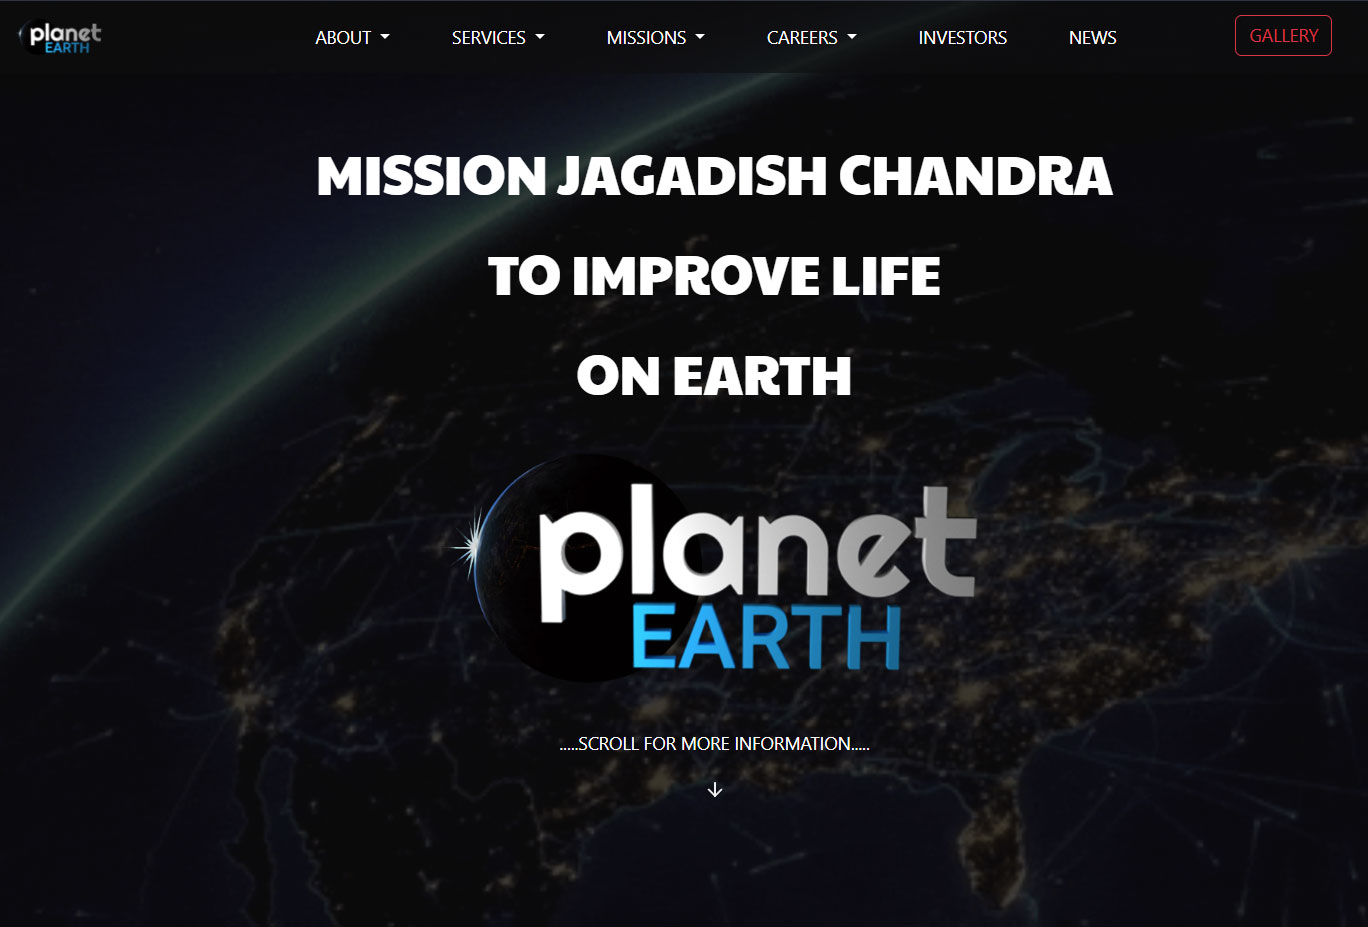 planet
EARTH
ABOUT
SERVICES
MISSIONS
CAREERS
INVESTORS
NEWS
GALLERY
MISSION JAGADISH CHANDRA
TO IMPROVE LIFE
ON EARTH
planet
EARTH
.....SCROLL FOR MORE INFORMATION.....